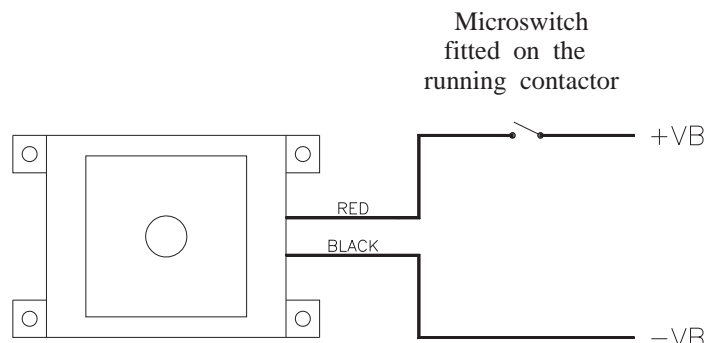 Microswitch
fitted on the
running contactor
+VB
RED
BLACK
−VB